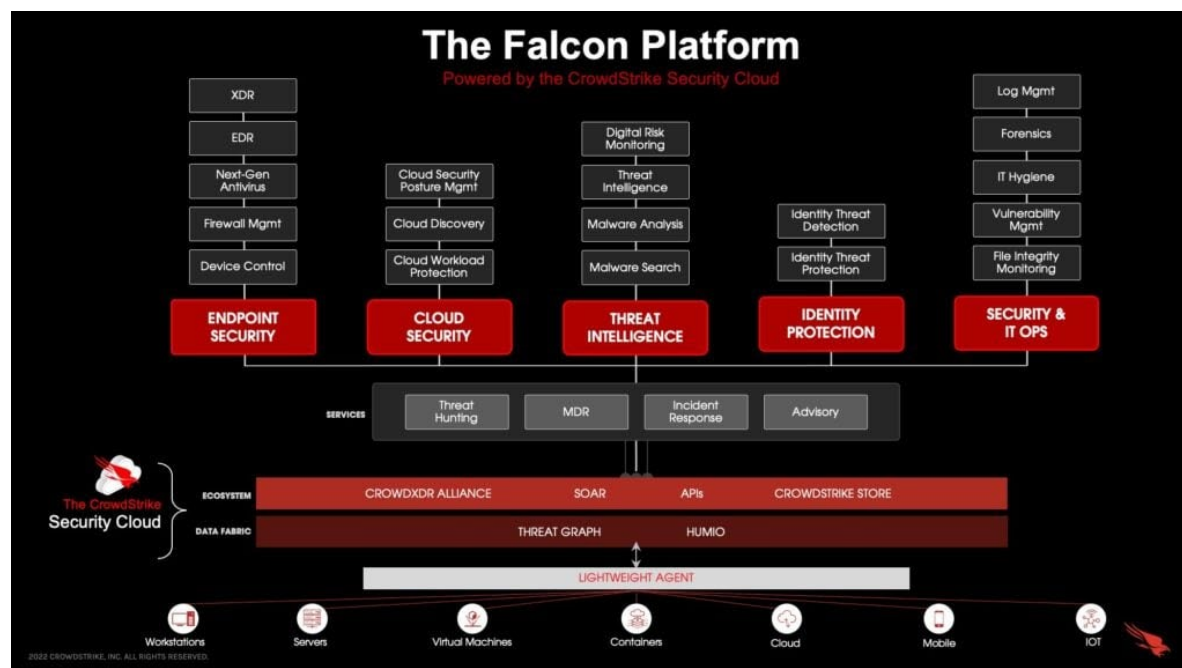 The Falcon Platform
Powered by the CrowdStrike Security Cloud
XDR
EDR
Next-Gen
Antivirus
Firewall Mgmt
Device Control
ENDPOINT
SECURITY
Cloud Security
Posture Mgmt
Cloud Discovery
Cloud Workload
Protection
CLOUD
SECURITY
Digital Risk
Monitoring
Threat
Intelligence
Malware Analysis
Malware Search
THREAT
INTELLIGENCE
Identity Threat
Detection
Identity Threat
Protection
IDENTITY
PROTECTION
Log Mgmt
Forensics
IT Hygiene
Vulnerability
Mgmt
File Integrity
Monitoring
SECURITY &
IT OPS
SERVICES
Threat
Hunting
MDR
Incident
Response
Advisory
The CrowdStrike
Security Cloud
ECOSYSTEM
CROWDXDR ALLIANCE
SOAR
APIs
CROWDSTRIKE STORE
DATA FABRIC
THREAT GRAPH
HUMIO
LIGHTWEIGHT AGENT
Workstations
Servers
Virtual Machines
Containers
Cloud
Mobile
IOT
2022 CROWDSTRIKE, INC. ALL RIGHTS RESERVED.